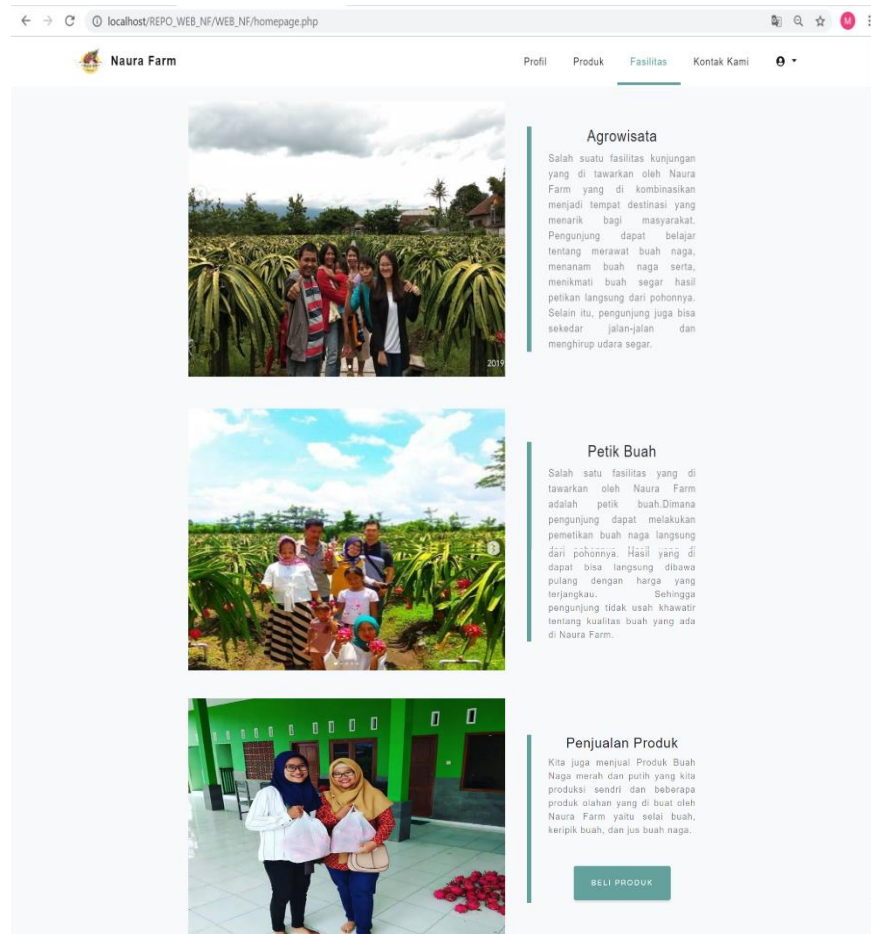 localhost/REPO_WEB_NF/WEB_NF/homepage.php
M
Naura Farm
Profil
Produk
Fasilitas
Kontak Kami
2019
Agrowisata
Salah suatu fasilitas kunjungan
yang di tawarkan oleh Naura
Farm yang di kombinasikan
menjadi tempat destinasi yang
menarik bagi masyarakat.
Pengunjung dapat belajar
tentang merawat buah naga,
menanam buah naga serta,
menikmati buah segar hasil
petikan langsung dari pohonnya.
Selain itu, pengunjung juga bisa
sekedar jalan-jalan dan
menghirup udara segar.
Petik Buah
Salah satu fasilitas yang di
tawarkan oleh Naura Farm
adalah petik buah.Dimana
pengunjung dapat melakukan
pemetikan buah naga langsung
dari pohonnya. Hasil yang di
dapat bisa langsung dibawa
pulang dengan harga yang
terjangkau. Sehingga
pengunjung tidak usah khawatir
tentang kualitas buah yang ada
di Naura Farm.
Penjualan Produk
Kita juga menjual Produk Buah
Naga merah dan putih yang kita
produksi sendri dan beberapa
produk olahan yang di buat oleh
Naura Farm yaitu selai buah,
keripik buah, dan jus buah naga.
BELI PRODUK